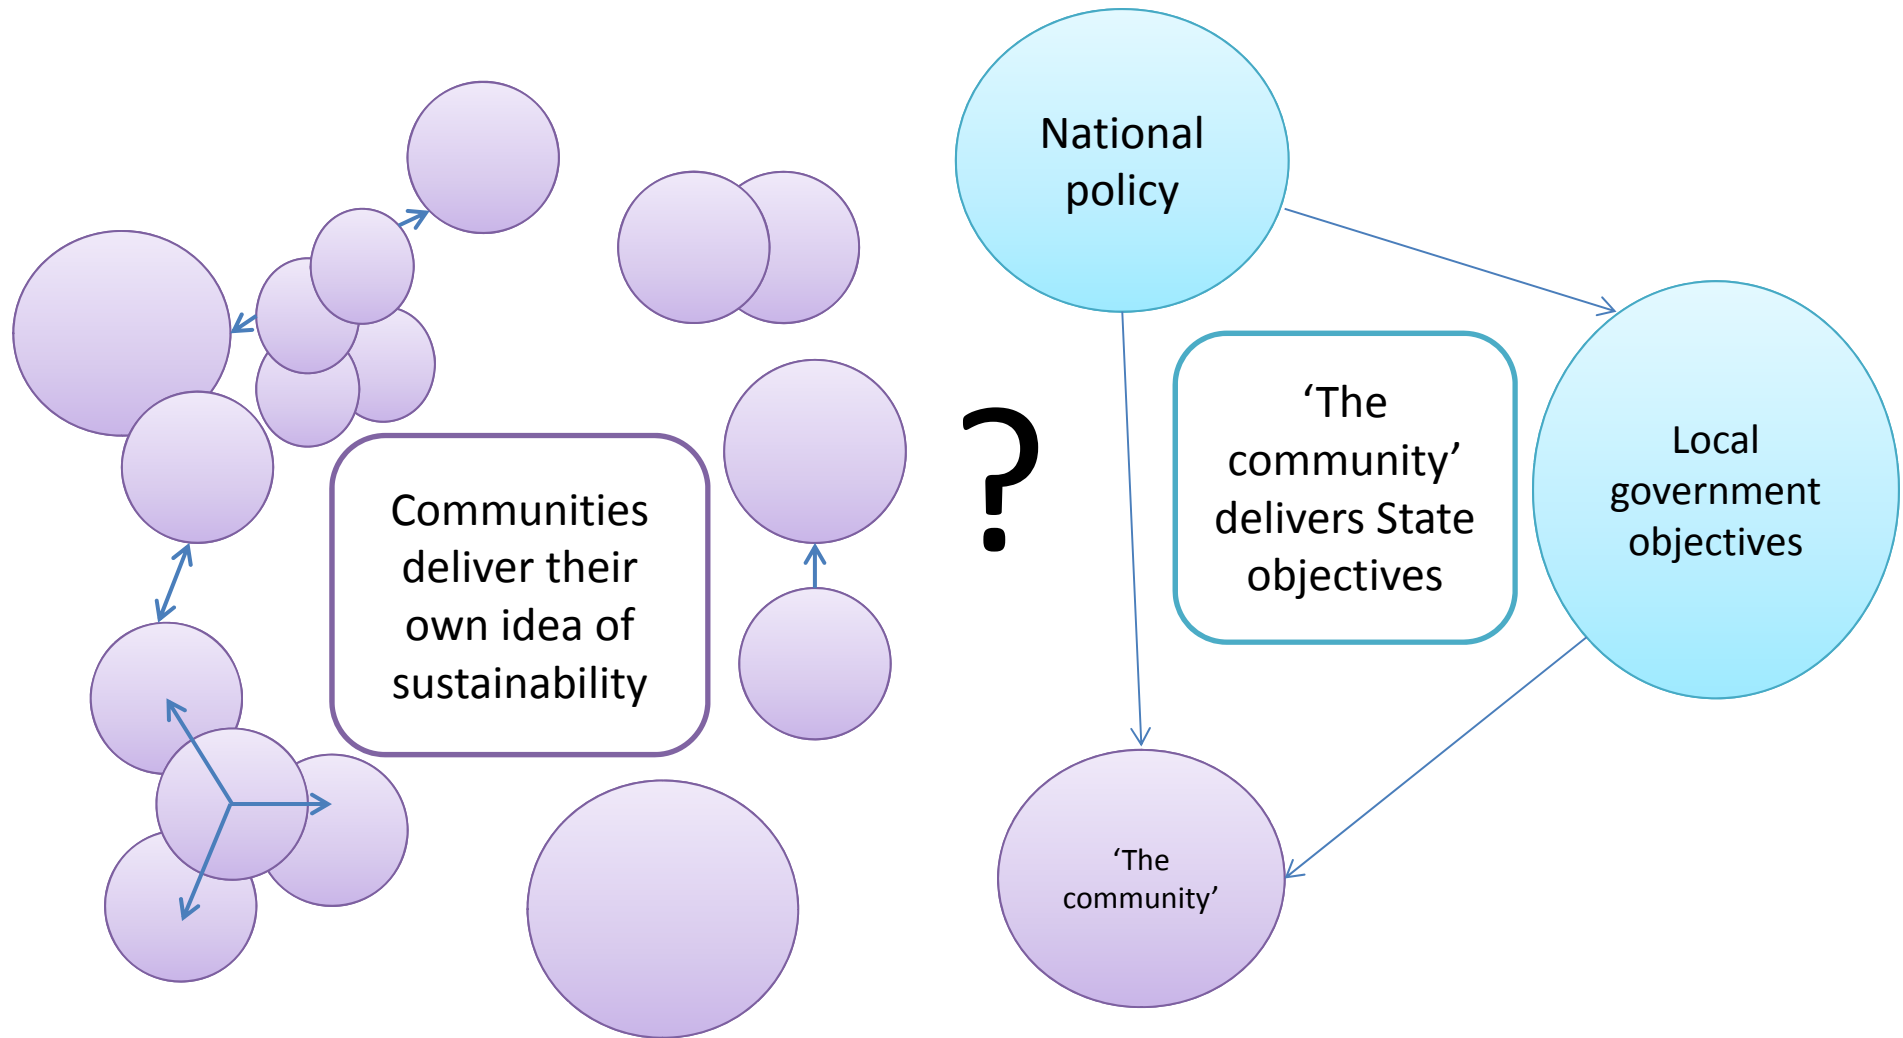 Communities
deliver their
own idea of
sustainability
?
National
policy
‘The
community’
delivers State
objectives
Local
government
objectives
‘The
community’